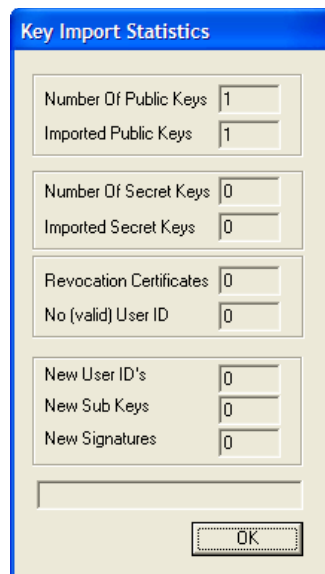 Key Import Statistics
Number Of Public Keys 1
Imported Public Keys 1
Number Of Secret Keys 0
Imported Secret Keys 0
Revocation Certificates 0
No (valid) User ID 0
New User ID's 0
New Sub Keys 0
New Signatures 0
OK